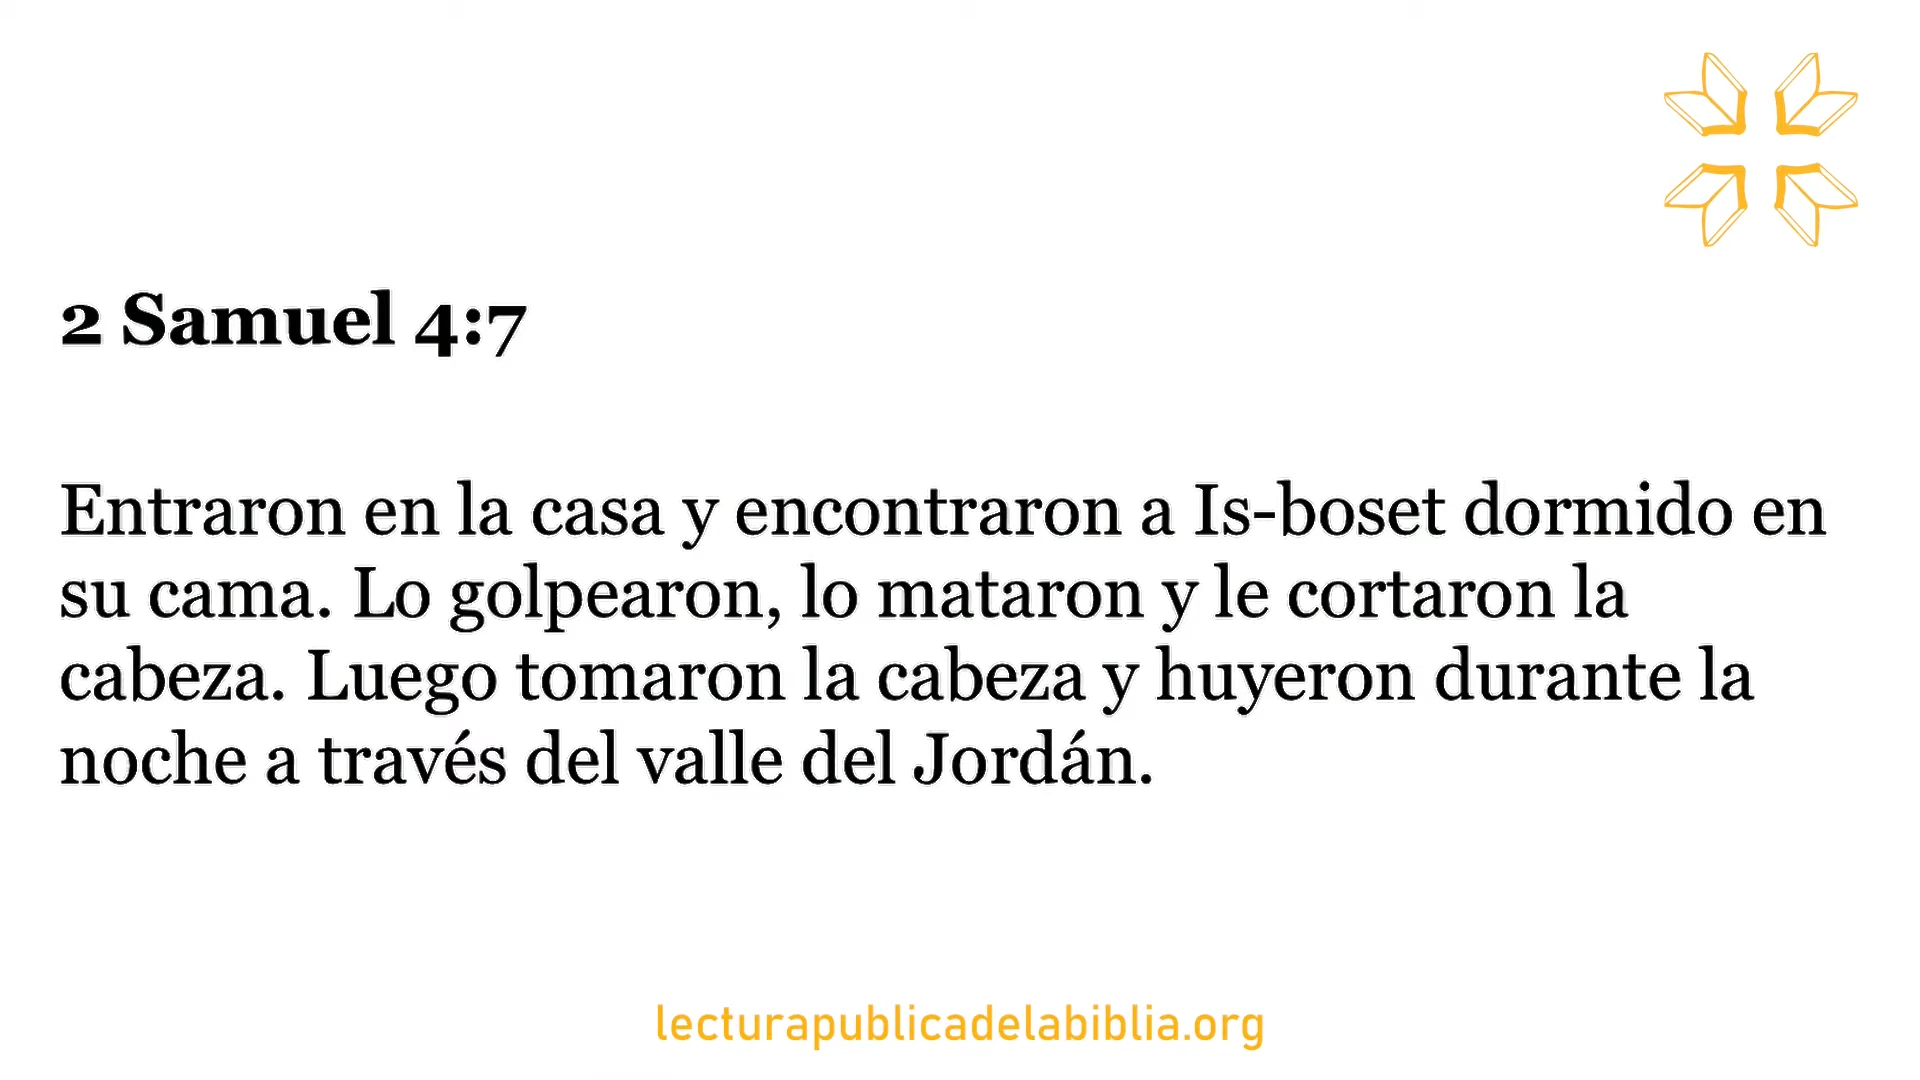 2 Samuel 4:7
Entraron en la casa y encontraron a Is-boset dormido en
su cama. Lo golpearon, lo mataron y le cortaron la
cabeza. Luego tomaron la cabeza y huyeron durante la
noche a través del valle del Jordán.
lecturapublicadelabiblia.org